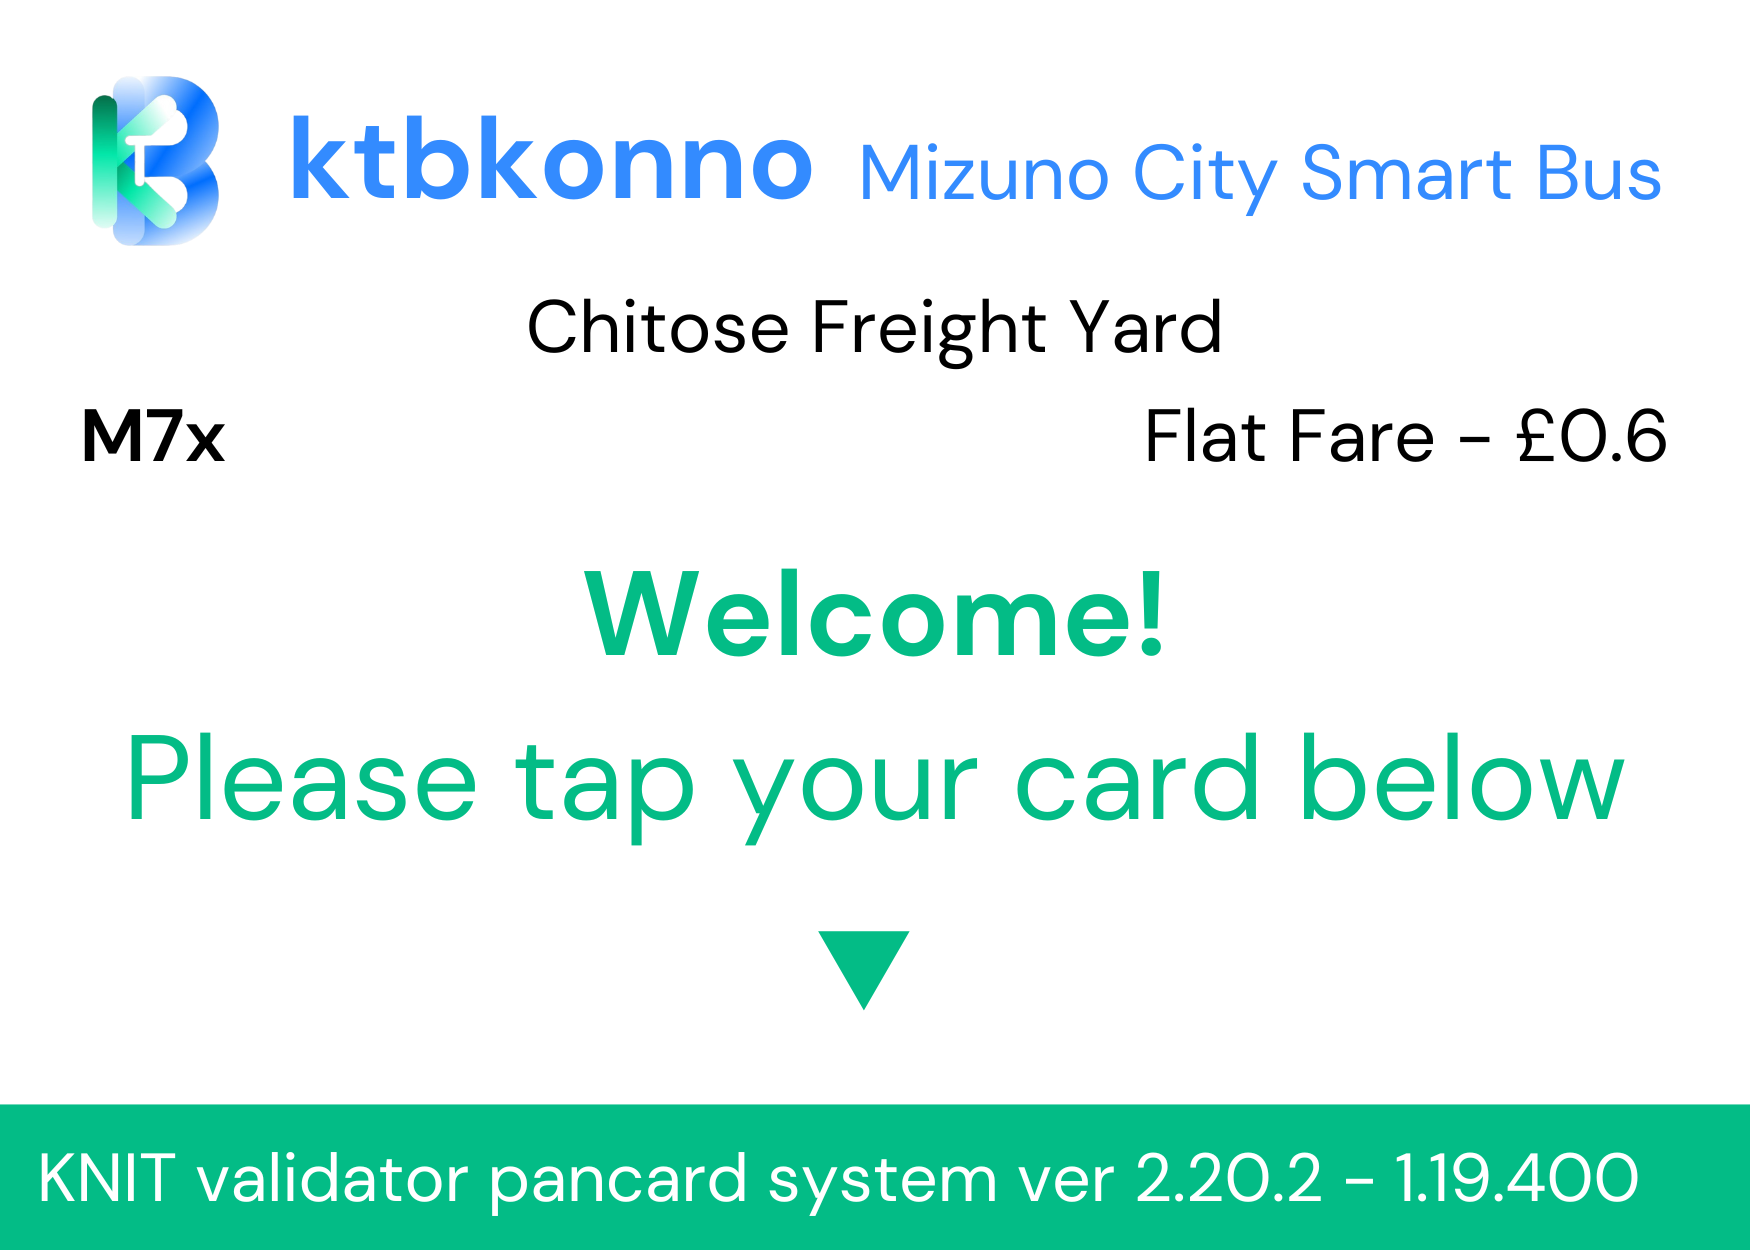 ktbkonno Mizuno City Smart Bus
Chitose Freight Yard
M7x Flat Fare - £0.6
Welcome!
Please tap your card below
KNIT validator pancard system ver 2.20.2 - 1.19.400